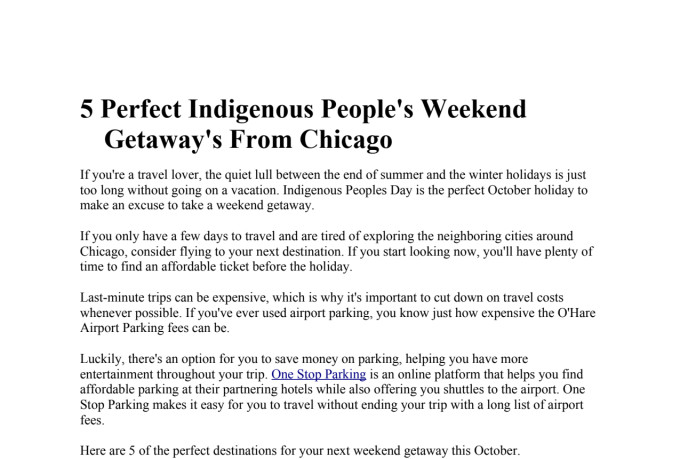 5 Perfect Indigenous People's Weekend
Getaway's From Chicago
If you're a travel lover, the quiet lull between the end of summer and the winter holidays is just
too long without going on a vacation. Indigenous Peoples Day is the perfect October holiday to
make an excuse to take a weekend getaway.
If you only have a few days to travel and are tired of exploring the neighboring cities around
Chicago, consider flying to your next destination. If you start looking now, you'll have plenty of
time to find an affordable ticket before the holiday.
Last-minute trips can be expensive, which is why it's important to cut down on travel costs
whenever possible. If you've ever used airport parking, you know just how expensive the O'Hare
Airport Parking fees can be.
Luckily, there's an option for you to save money on parking, helping you have more
entertainment throughout your trip. One Stop Parking is an online platform that helps you find
affordable parking at their partnering hotels while also offering you shuttles to the airport. One
Stop Parking makes it easy for you to travel without ending your trip with a long list of airport
fees.
Here are 5 of the perfect destinations for your next weekend getaway this October.